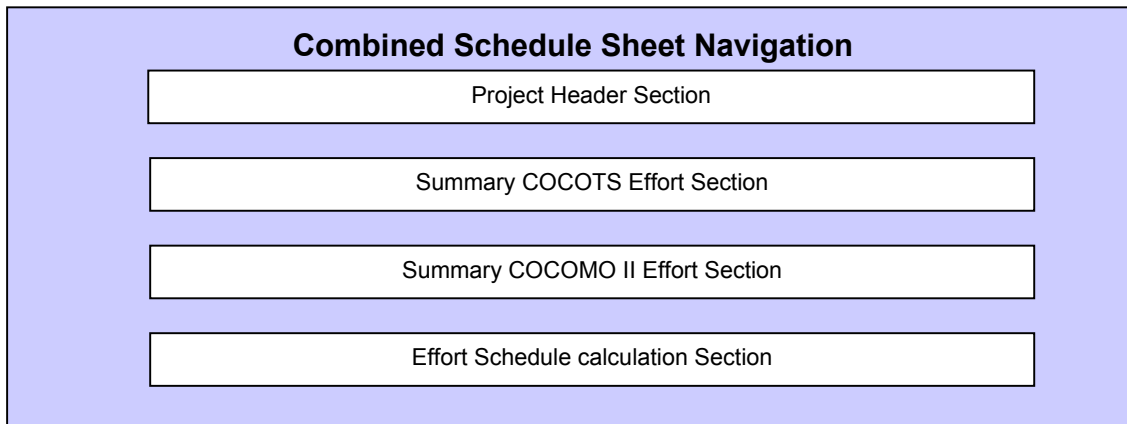 Combined Schedule Sheet Navigation
Project Header Section
Summary COCOTS Effort Section
Summary COCOMO II Effort Section
Effort Schedule calculation Section